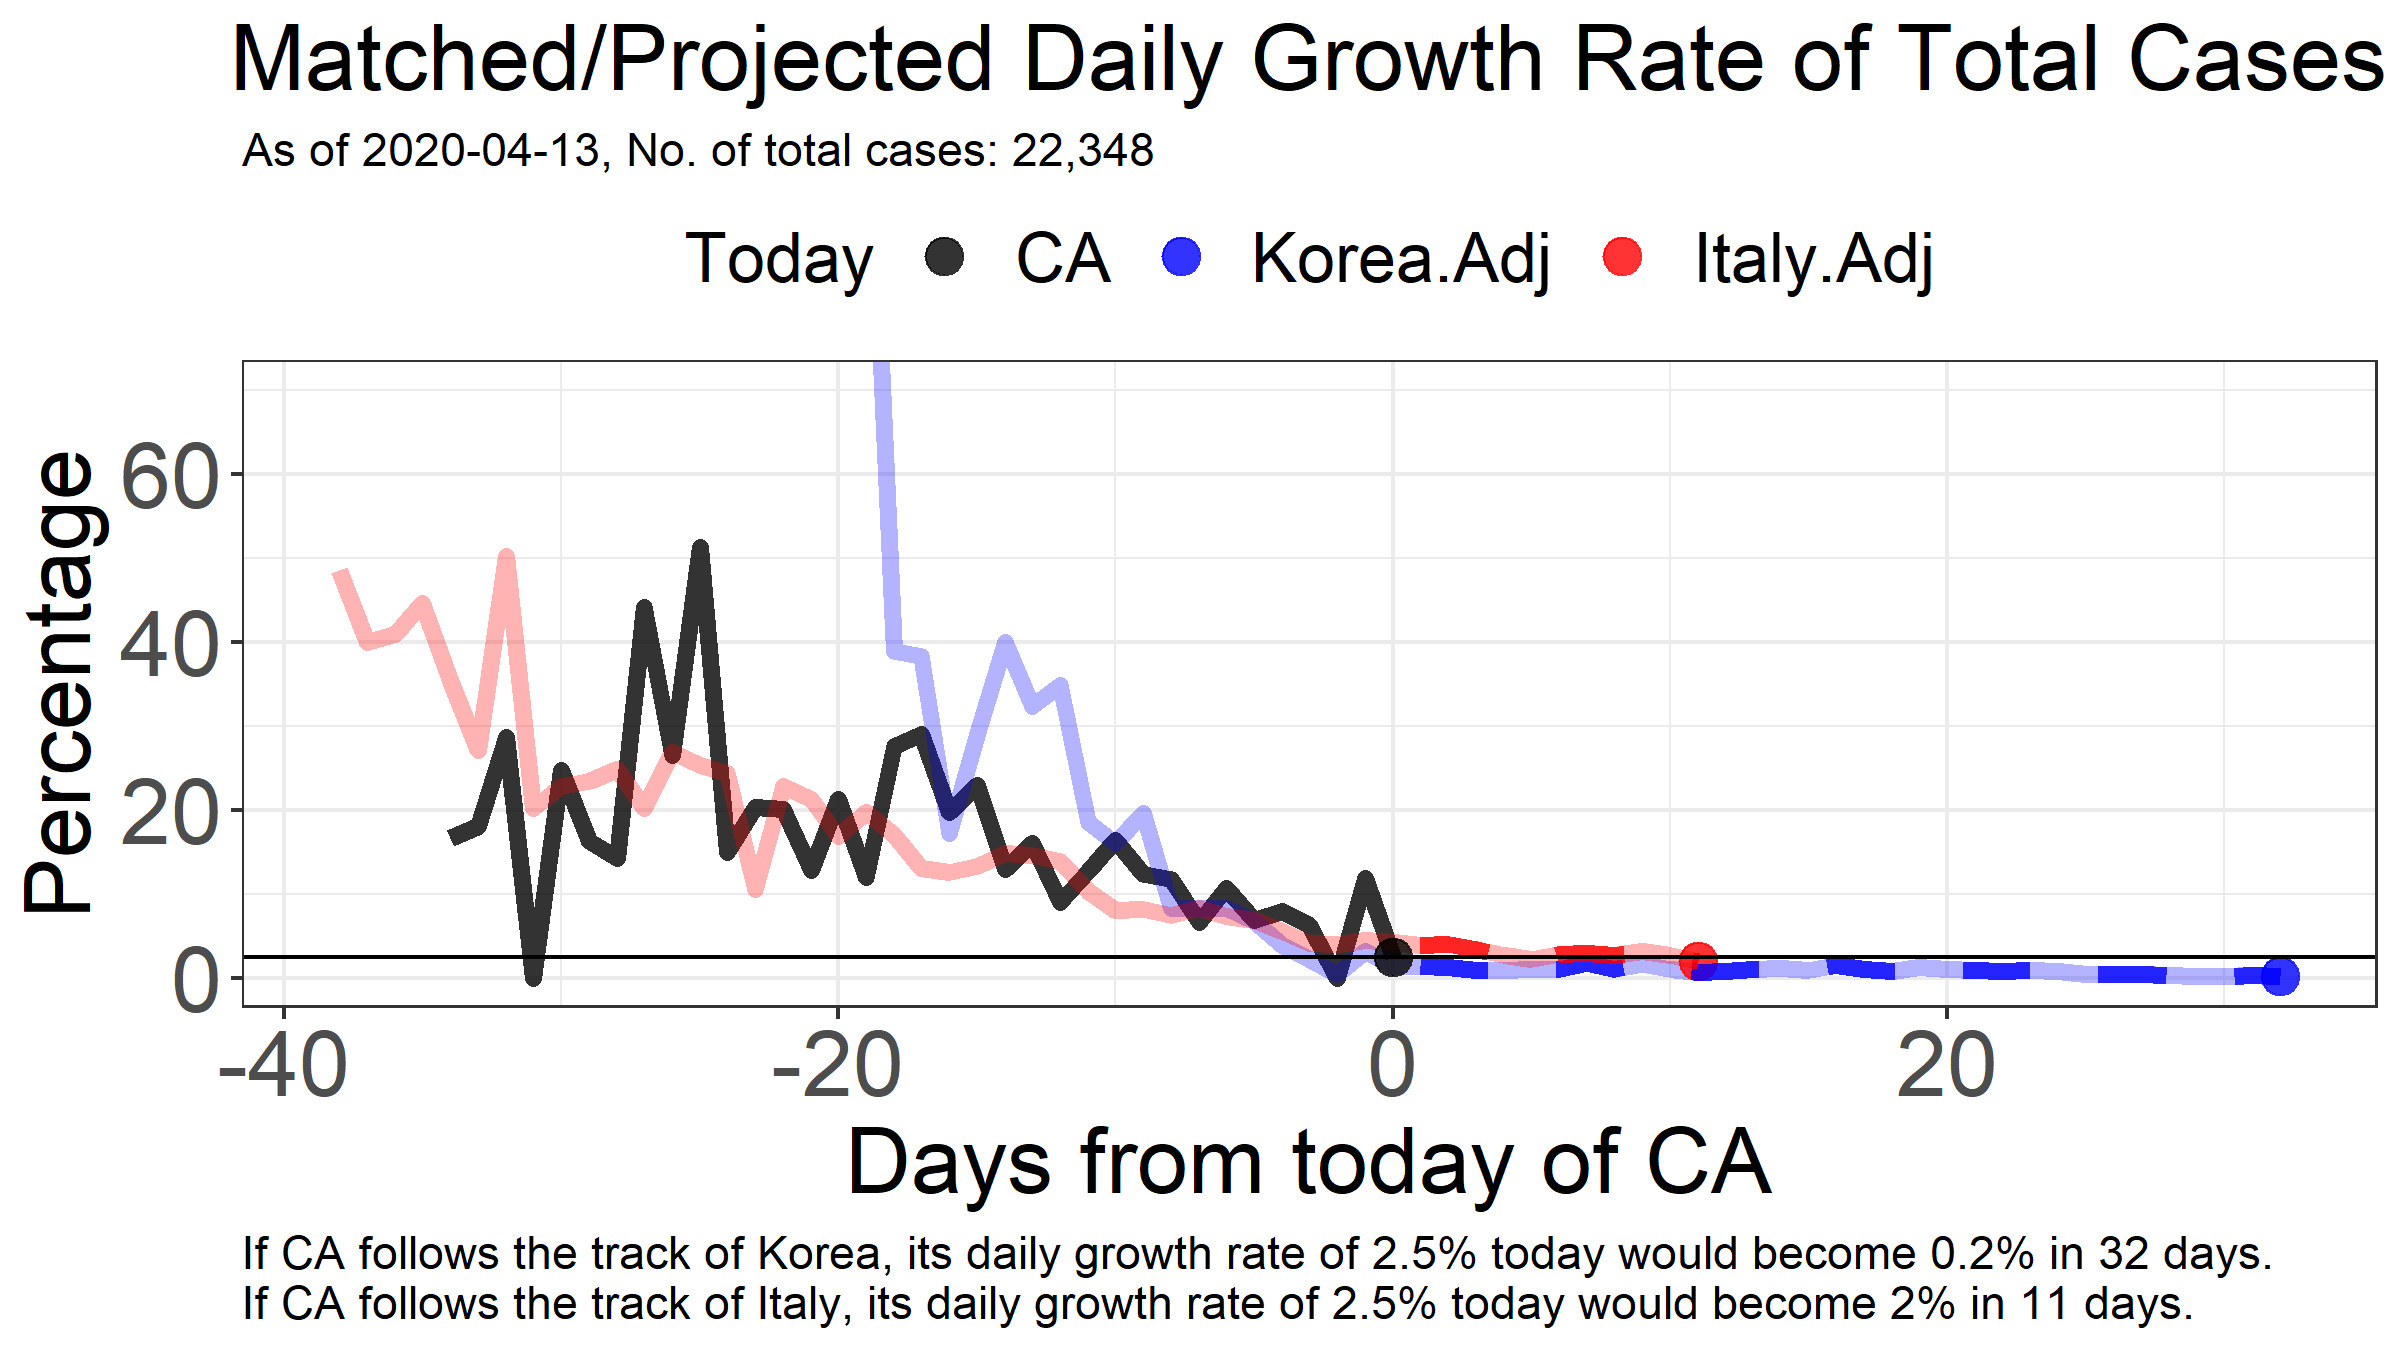 Matched/Projected Daily Growth Rate of Total Cases
As of 2020-04-13, No. of total cases: 22,348
Today CA Korea.Adj Italy.Adj
Percentage
60
40
20
0
-40 -20 0 20
Days from today of CA
If CA follows the track of Korea, its daily growth rate of 2.5% today would become 0.2% in 32 days.
If CA follows the track of Italy, its daily growth rate of 2.5% today would become 2% in 11 days.